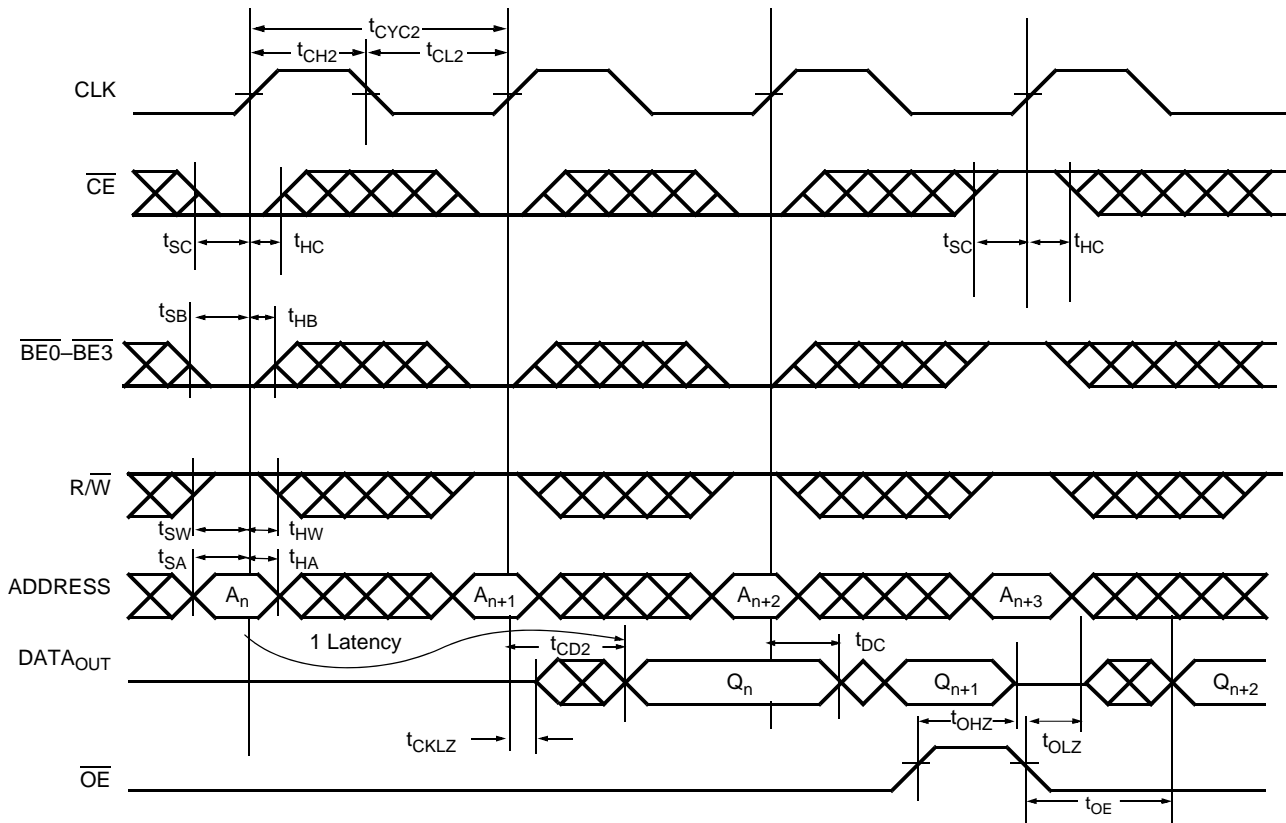 tCYC2
tCH2
tCL2
CLK
CE
tSC
tHC
tSC
tHC
tSB
tHB
BE0–BE3
R/W
tSW
tHW
tSA
tHA
ADDRESS
An
An+1
An+2
An+3
1 Latency
tCD2
tDC
DATAOUT
Qn
Qn+1
Qn+2
tOHZ
tCKLZ
tOLZ
OE
tOE